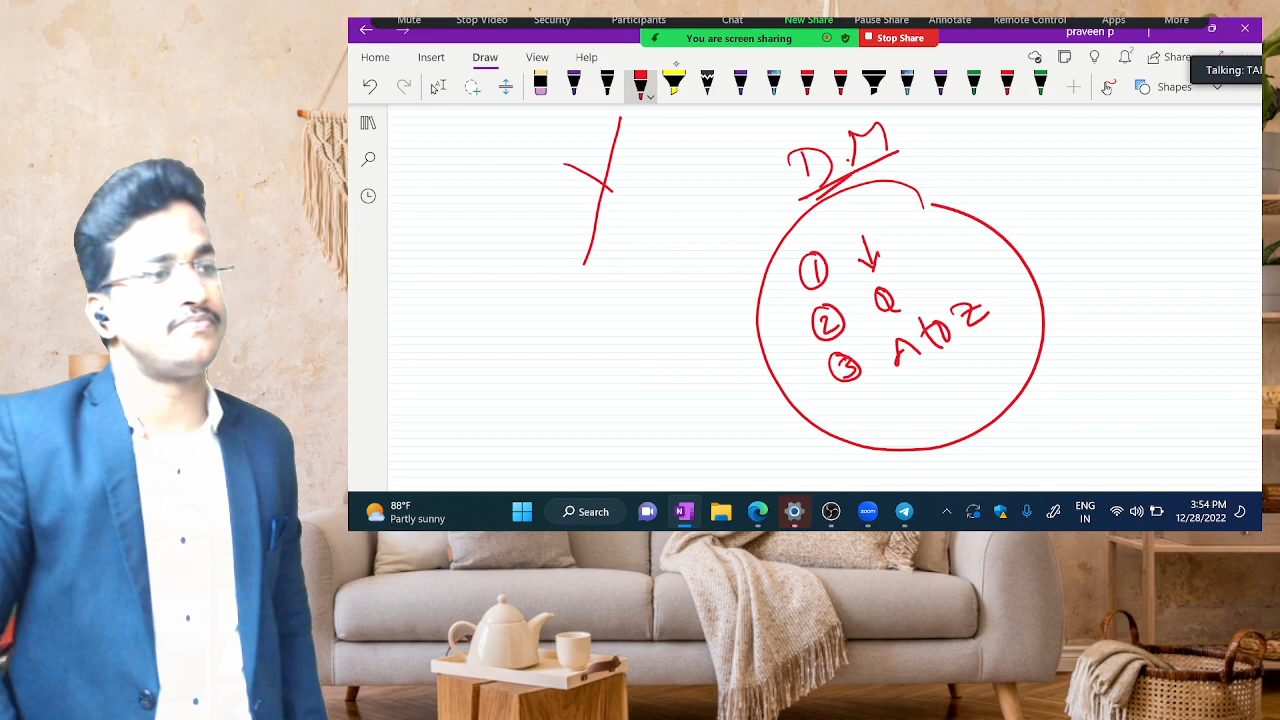 Mute Stop Video Security Participants Chat New Share Pause Share Annotate Remote Control Apps More
praveen p
You are screen sharing Stop Share
Home Insert Draw View Help Share
Talking: TA
Shapes
D.M
1
2 Q
3 A to Z
88°F
Partly sunny
Search
zoom
ENG
IN
3:54 PM
12/28/2022